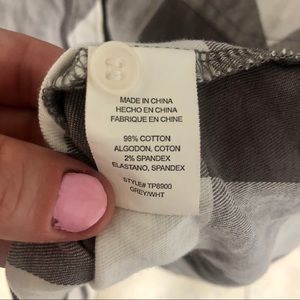 MADE IN CHINA
HECHO EN CHINA
FABRIQUE EN CHINE
98% COTTON
ALGODON, COTON
2% SPANDEX
ELASTANO, SPANDEX
STYLE# TP8900
GREY/WHT